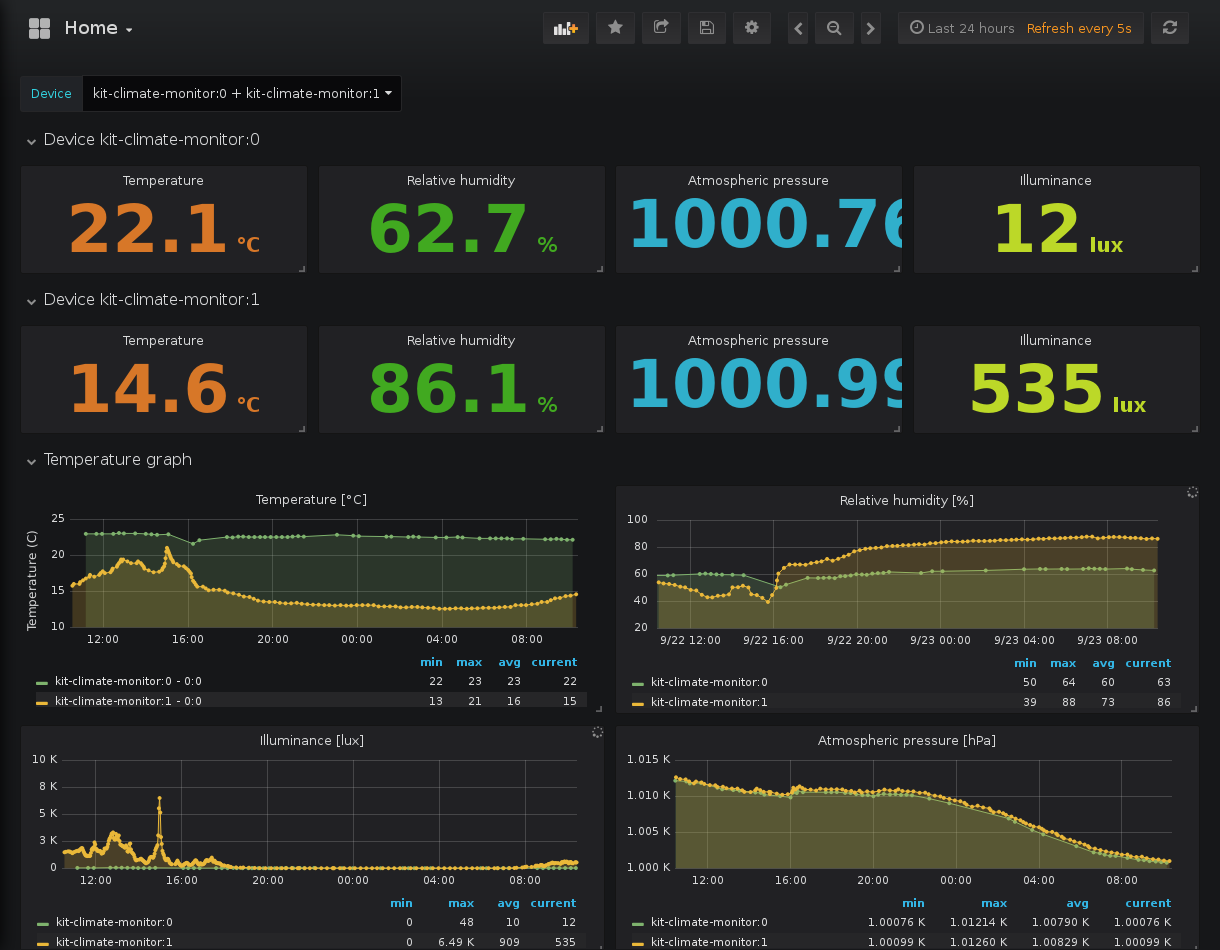 Home
Last 24 hours Refresh every 5s
Device kit-climate-monitor:0 + kit-climate-monitor:1
Device kit-climate-monitor:0
Temperature Relative humidity Atmospheric pressure Illuminance
22.1 °C 62.7 % 1000.76 12 lux
Device kit-climate-monitor:1
Temperature Relative humidity Atmospheric pressure Illuminance
14.6 °C 86.1 % 1000.99 535 lux
Temperature graph
Temperature [°C]
Temperature (C)
25
20
15
10
12:00 16:00 20:00 00:00 04:00 08:00
min max avg current
kit-climate-monitor:0 - 0:0 22 23 23 22
kit-climate-monitor:1 - 0:0 13 21 16 15
Relative humidity [%]
100
80
60
40
20
9/22 12:00 9/22 16:00 9/22 20:00 9/23 00:00 9/23 04:00 9/23 08:00
min max avg current
kit-climate-monitor:0 50 64 60 63
kit-climate-monitor:1 39 88 73 86
Illuminance [lux]
10 K
8 K
5 K
3 K
0
12:00 16:00 20:00 00:00 04:00 08:00
min max avg current
kit-climate-monitor:0 0 48 10 12
kit-climate-monitor:1 0 6.49 K 909 535
Atmospheric pressure [hPa]
1.015 K
1.010 K
1.005 K
1.000 K
12:00 16:00 20:00 00:00 04:00 08:00
min max avg current
kit-climate-monitor:0 1.00076 K 1.01214 K 1.00790 K 1.00076 K
kit-climate-monitor:1 1.00099 K 1.01260 K 1.00829 K 1.00099 K